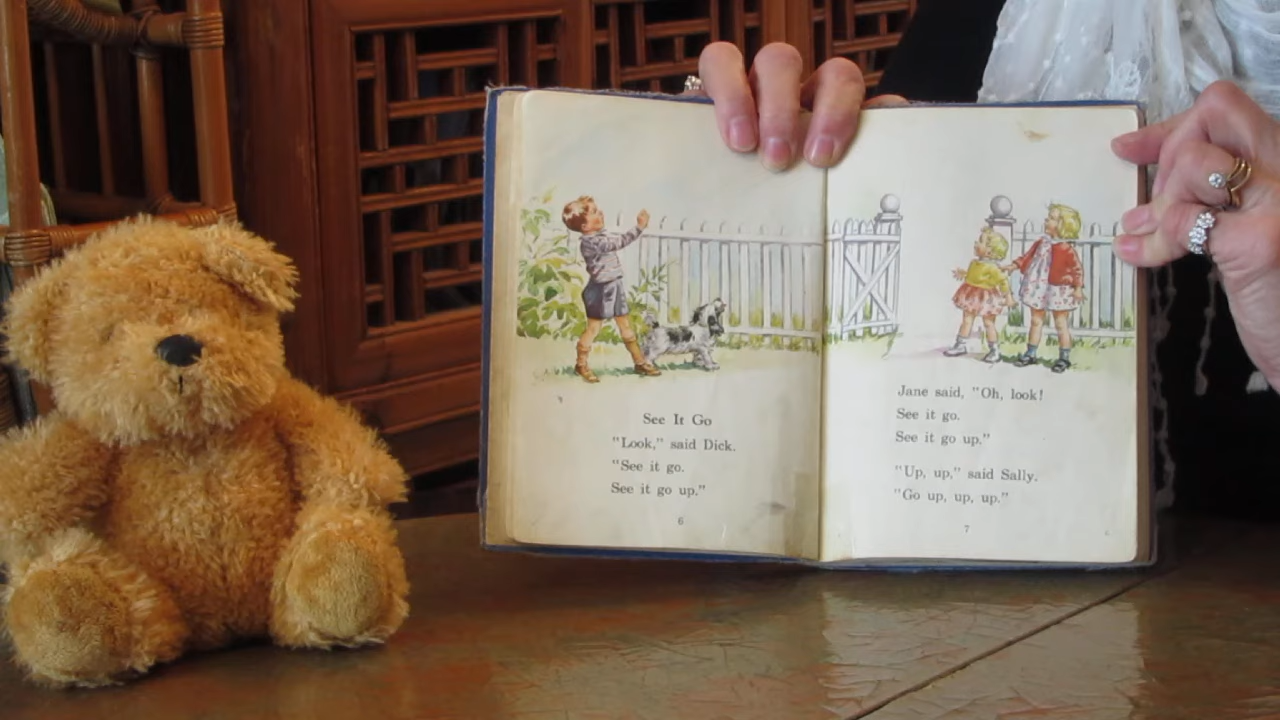 See It Go
"Look," said Dick.
"See it go.
See it go up."
6
Jane said, "Oh, look!
See it go.
See it go up."
"Up, up," said Sally.
"Go up, up, up."
7